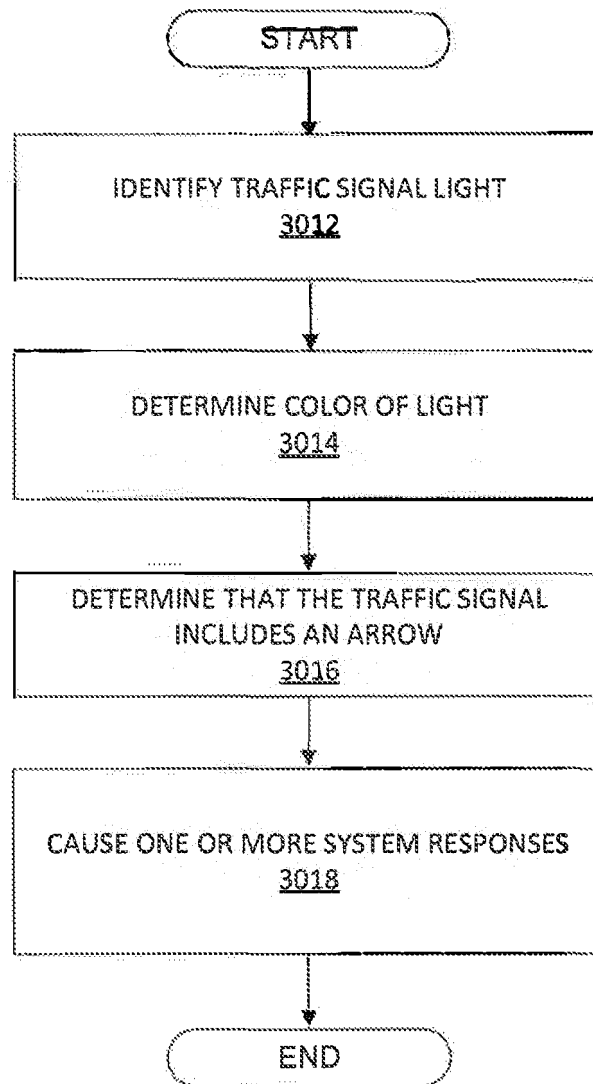 START
IDENTIFY TRAFFIC SIGNAL LIGHT
3012
DETERMINE COLOR OF LIGHT
3014
DETERMINE THAT THE TRAFFIC SIGNAL
INCLUDES AN ARROW
3016
CAUSE ONE OR MORE SYSTEM RESPONSES
3018
END